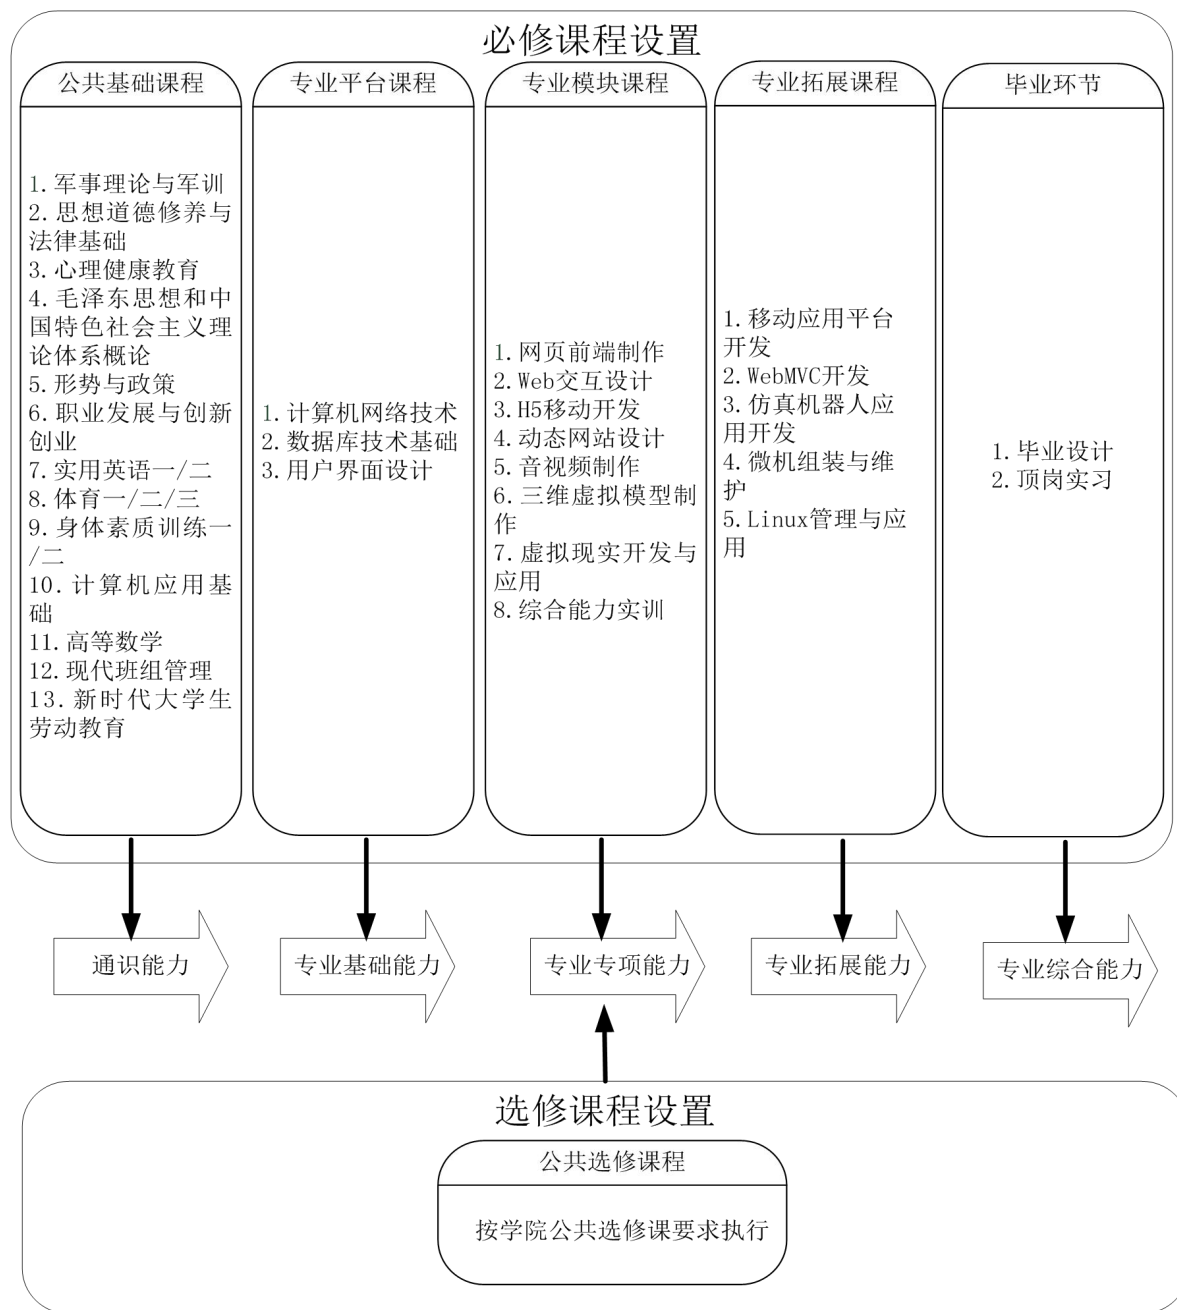 必修课程设置
公共基础课程
1.军事理论与军训
2.思想道德修养与
法律基础
3.心理健康教育
4.毛泽东思想和中
国特色社会主义理
论体系概论
5.形势与政策
6.职业发展与创新
创业
7.实用英语一/二
8.体育一/二/三
9.身体素质训练一
/二
10.计算机应用基
础
11.高等数学
12.现代班组管理
13.新时代大学生
劳动教育
专业平台课程
1.计算机网络技术
2.数据库技术基础
3.用户界面设计
专业模块课程
1.网页前端制作
2.Web交互设计
3.H5移动开发
4.动态网站设计
5.音视频制作
6.三维虚拟模型制
作
7.虚拟现实开发与
应用
8.综合能力实训
专业拓展课程
1.移动应用平台
开发
2.WebMVC开发
3.仿真机器人应
用开发
4.微机组装与维
护
5.Linux管理与应
用
毕业环节
1.毕业设计
2.顶岗实习
通识能力
专业基础能力
专业专项能力
专业拓展能力
专业综合能力
选修课程设置
公共选修课程
按学院公共选修课要求执行